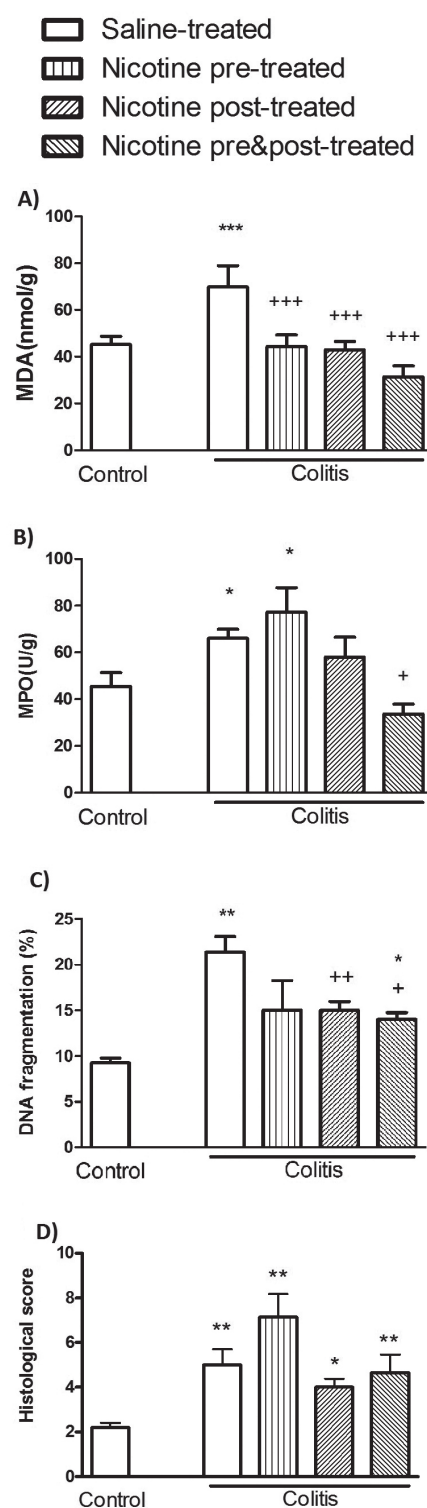 Saline-treated
Nicotine pre-treated
Nicotine post-treated
Nicotine pre&post-treated
A)
MDA(nmol/g)
100
80
60
40
20
0
***
+++
+++
+++
Control
Colitis
B)
MPO(U/g)
100
80
60
40
20
0
*
*
+
Control
Colitis
C)
DNA fragmentation (%)
25
20
15
10
5
0
**
++
*
+
Control
Colitis
D)
Histological score
10
8
6
4
2
0
**
**
*
**
Control
Colitis